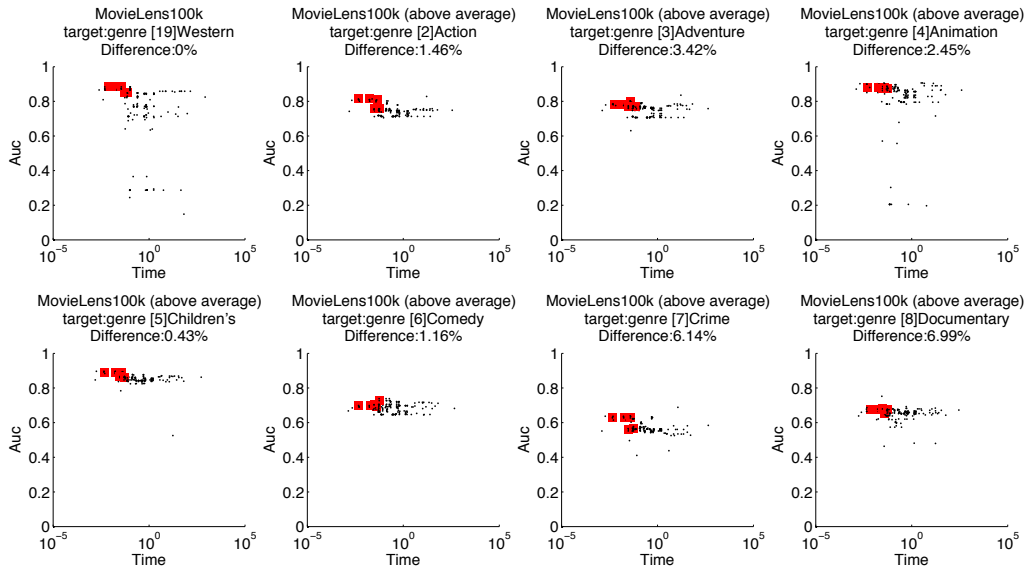 MovieLens100k
target:genre [19]Western
Difference:0%
1
0.8
0.6
0.4
0.2
0
Auc
10^-5
10^0
10^5
Time
MovieLens100k (above average)
target:genre [2]Action
Difference:1.46%
1
0.8
0.6
0.4
0.2
0
Auc
10^-5
10^0
10^5
Time
MovieLens100k (above average)
target:genre [3]Adventure
Difference:3.42%
1
0.8
0.6
0.4
0.2
0
Auc
10^-5
10^0
10^5
Time
MovieLens100k (above average)
target:genre [4]Animation
Difference:2.45%
1
0.8
0.6
0.4
0.2
0
Auc
10^-5
10^0
10^5
Time
MovieLens100k (above average)
target:genre [5]Children's
Difference:0.43%
1
0.8
0.6
0.4
0.2
0
Auc
10^-5
10^0
10^5
Time
MovieLens100k (above average)
target:genre [6]Comedy
Difference:1.16%
1
0.8
0.6
0.4
0.2
0
Auc
10^-5
10^0
10^5
Time
MovieLens100k (above average)
target:genre [7]Crime
Difference:6.14%
1
0.8
0.6
0.4
0.2
0
Auc
10^-5
10^0
10^5
Time
MovieLens100k (above average)
target:genre [8]Documentary
Difference:6.99%
1
0.8
0.6
0.4
0.2
0
Auc
10^-5
10^0
10^5
Time